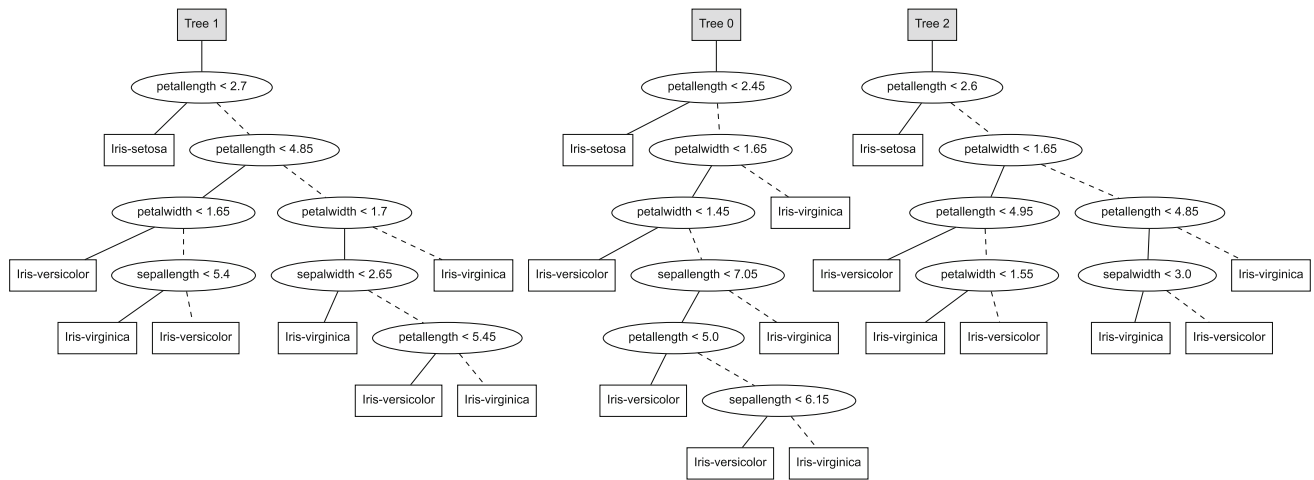 Tree 1
Tree 0
Tree 2
petallength < 2.7
petallength < 2.45
petallength < 2.6
Iris-setosa
petallength < 4.85
Iris-setosa
petalwidth < 1.65
Iris-setosa
petalwidth < 1.65
petalwidth < 1.65
petalwidth < 1.7
petalwidth < 1.45
Iris-virginica
petallength < 4.95
petallength < 4.85
Iris-versicolor
sepallength < 5.4
sepalwidth < 2.65
Iris-virginica
Iris-versicolor
sepallength < 7.05
Iris-versicolor
petalwidth < 1.55
sepalwidth < 3.0
Iris-virginica
Iris-virginica
Iris-versicolor
Iris-virginica
petallength < 5.45
petallength < 5.0
Iris-virginica
Iris-virginica
Iris-versicolor
Iris-virginica
Iris-versicolor
Iris-versicolor
Iris-virginica
Iris-versicolor
sepallength < 6.15
Iris-versicolor
Iris-virginica